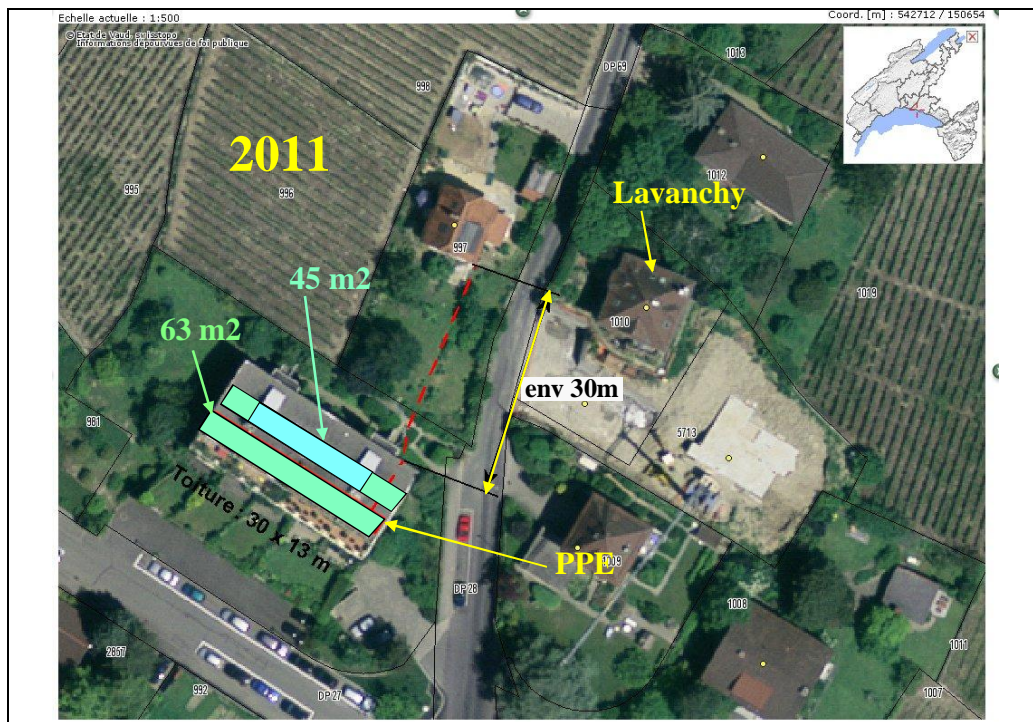 Echelle actuelle : 1:500
Coord. [m] : 542712 / 150654
© Etat de Vaud, swisstopo
Informations dépourvues de foi publique
1013
DP 69
998
2011
995
996
1012
Lavanchy
997
45 m2
1019
63 m2
1010
env 30m
981
5713
Toiture : 30 x 13 m
PPE
1009
DP 28
1008
1011
2857
992
DP 27
1007